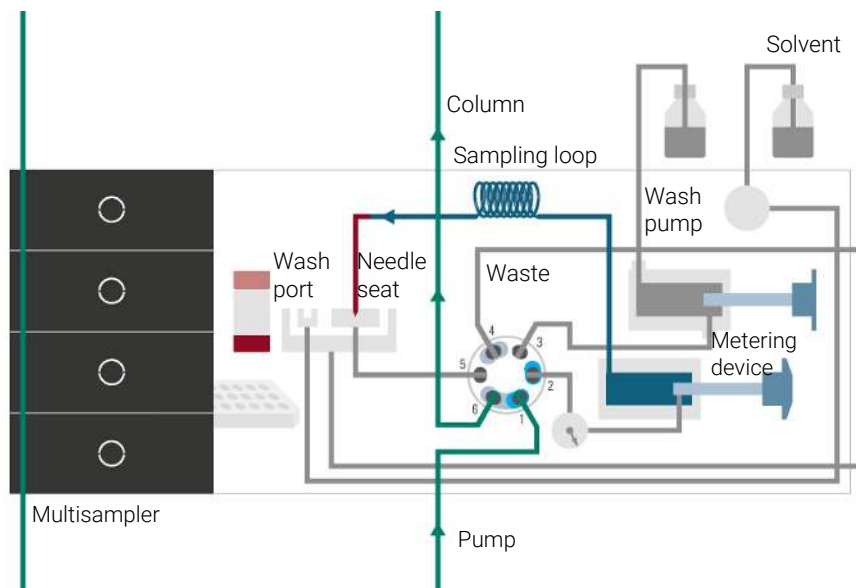 Solvent
Column
Sampling loop
Wash
pump
Wash
port
Needle
seat
Waste
4
3
Metering
device
5
2
6
1
Multisampler
Pump